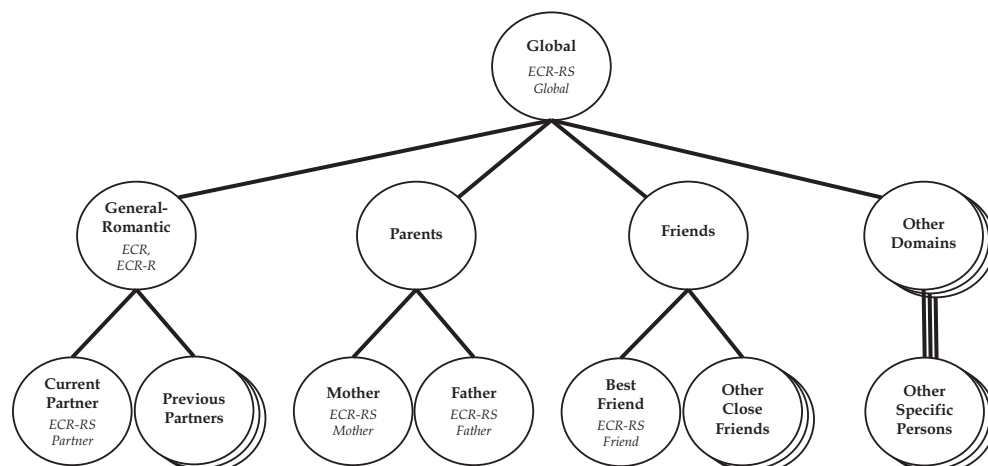 Global
ECR-RS
Global
General-
Romantic
ECR,
ECR-R
Parents
Friends
Other
Domains
Current
Partner
ECR-RS
Partner
Previous
Partners
Mother
ECR-RS
Mother
Father
ECR-RS
Father
Best
Friend
ECR-RS
Friend
Other
Close
Friends
Other
Specific
Persons